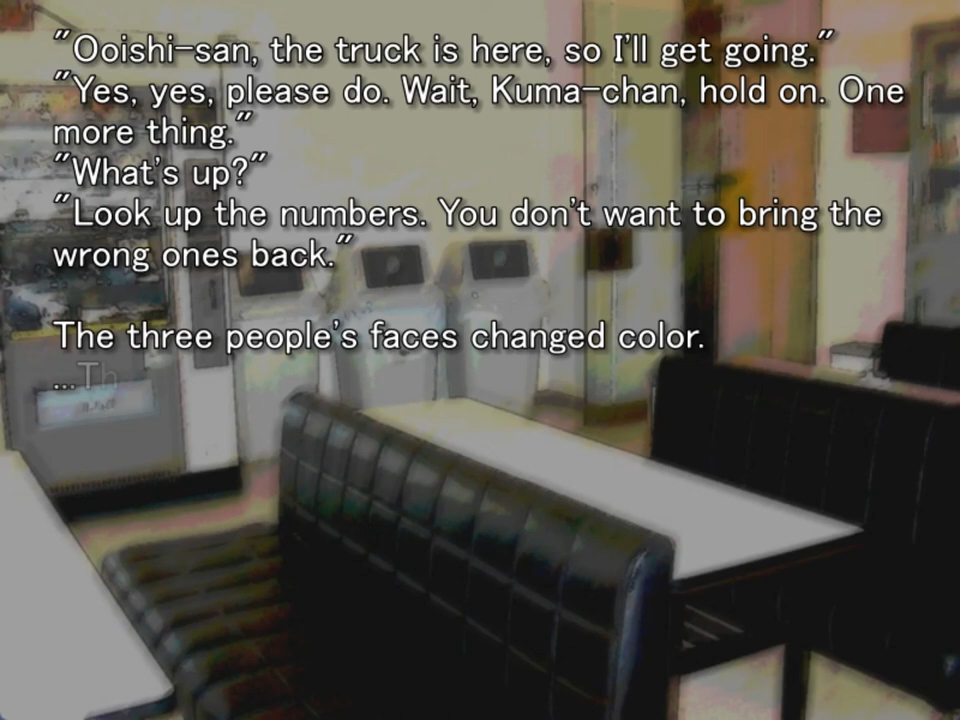 "Ooishi-san, the truck is here, so I'll get going."
"Yes, yes, please do. Wait, Kuma-chan, hold on. One
more thing."
"What's up?"
"Look up the numbers. You don't want to bring the
wrong ones back."
The three people's faces changed color.
...Th